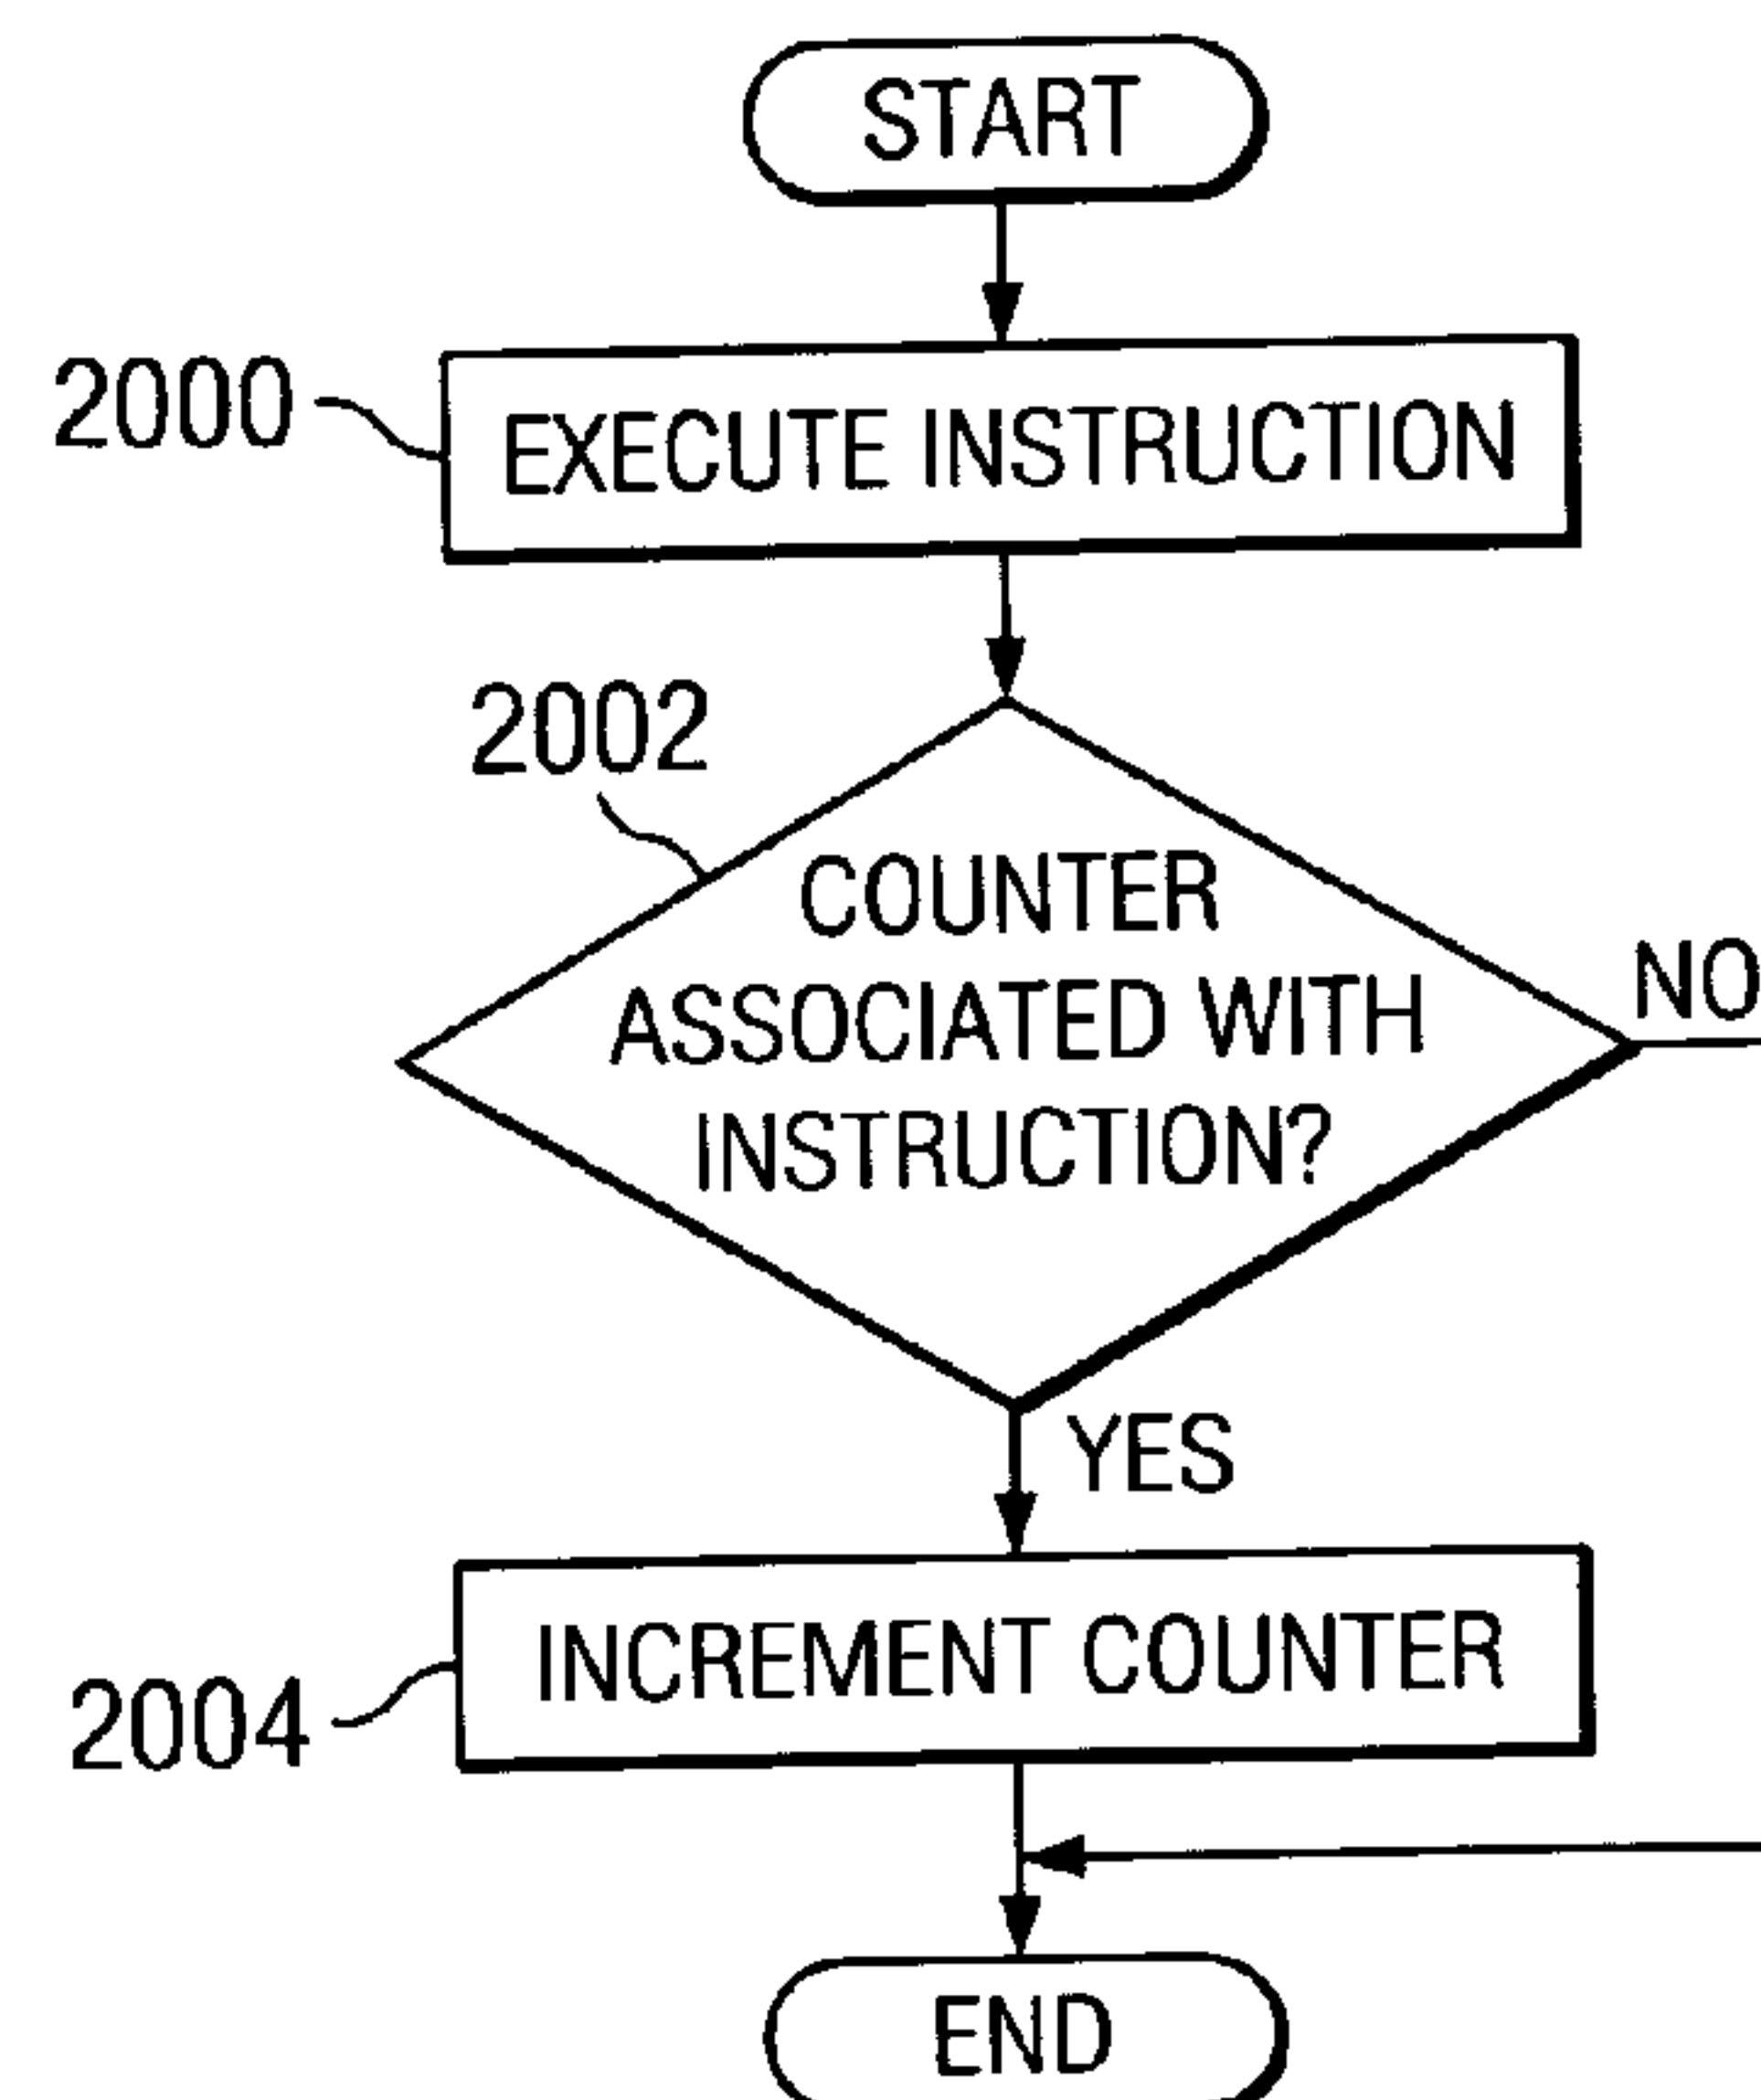 START
2000
EXECUTE INSTRUCTION
2002
COUNTER
ASSOCIATED WITH
INSTRUCTION?
NO
YES
INCREMENT COUNTER
2004
END